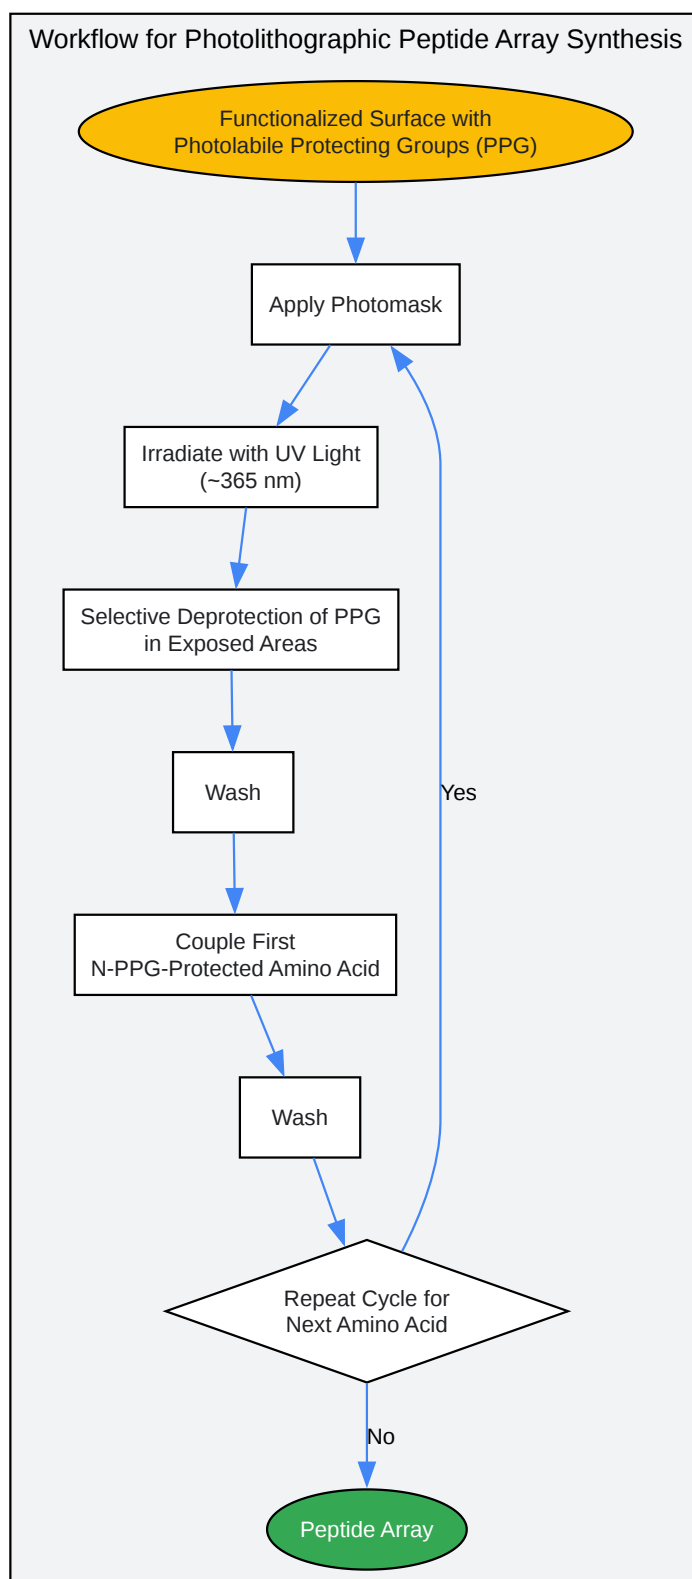 Workflow for Photolithographic Peptide Array Synthesis
Functionalized Surface with
Photolabile Protecting Groups (PPG)
Apply Photomask
Irradiate with UV Light
(~365 nm)
Selective Deprotection of PPG
in Exposed Areas
Wash
Yes
Couple First
N-PPG-Protected Amino Acid
Wash
Repeat Cycle for
Next Amino Acid
No
Peptide Array